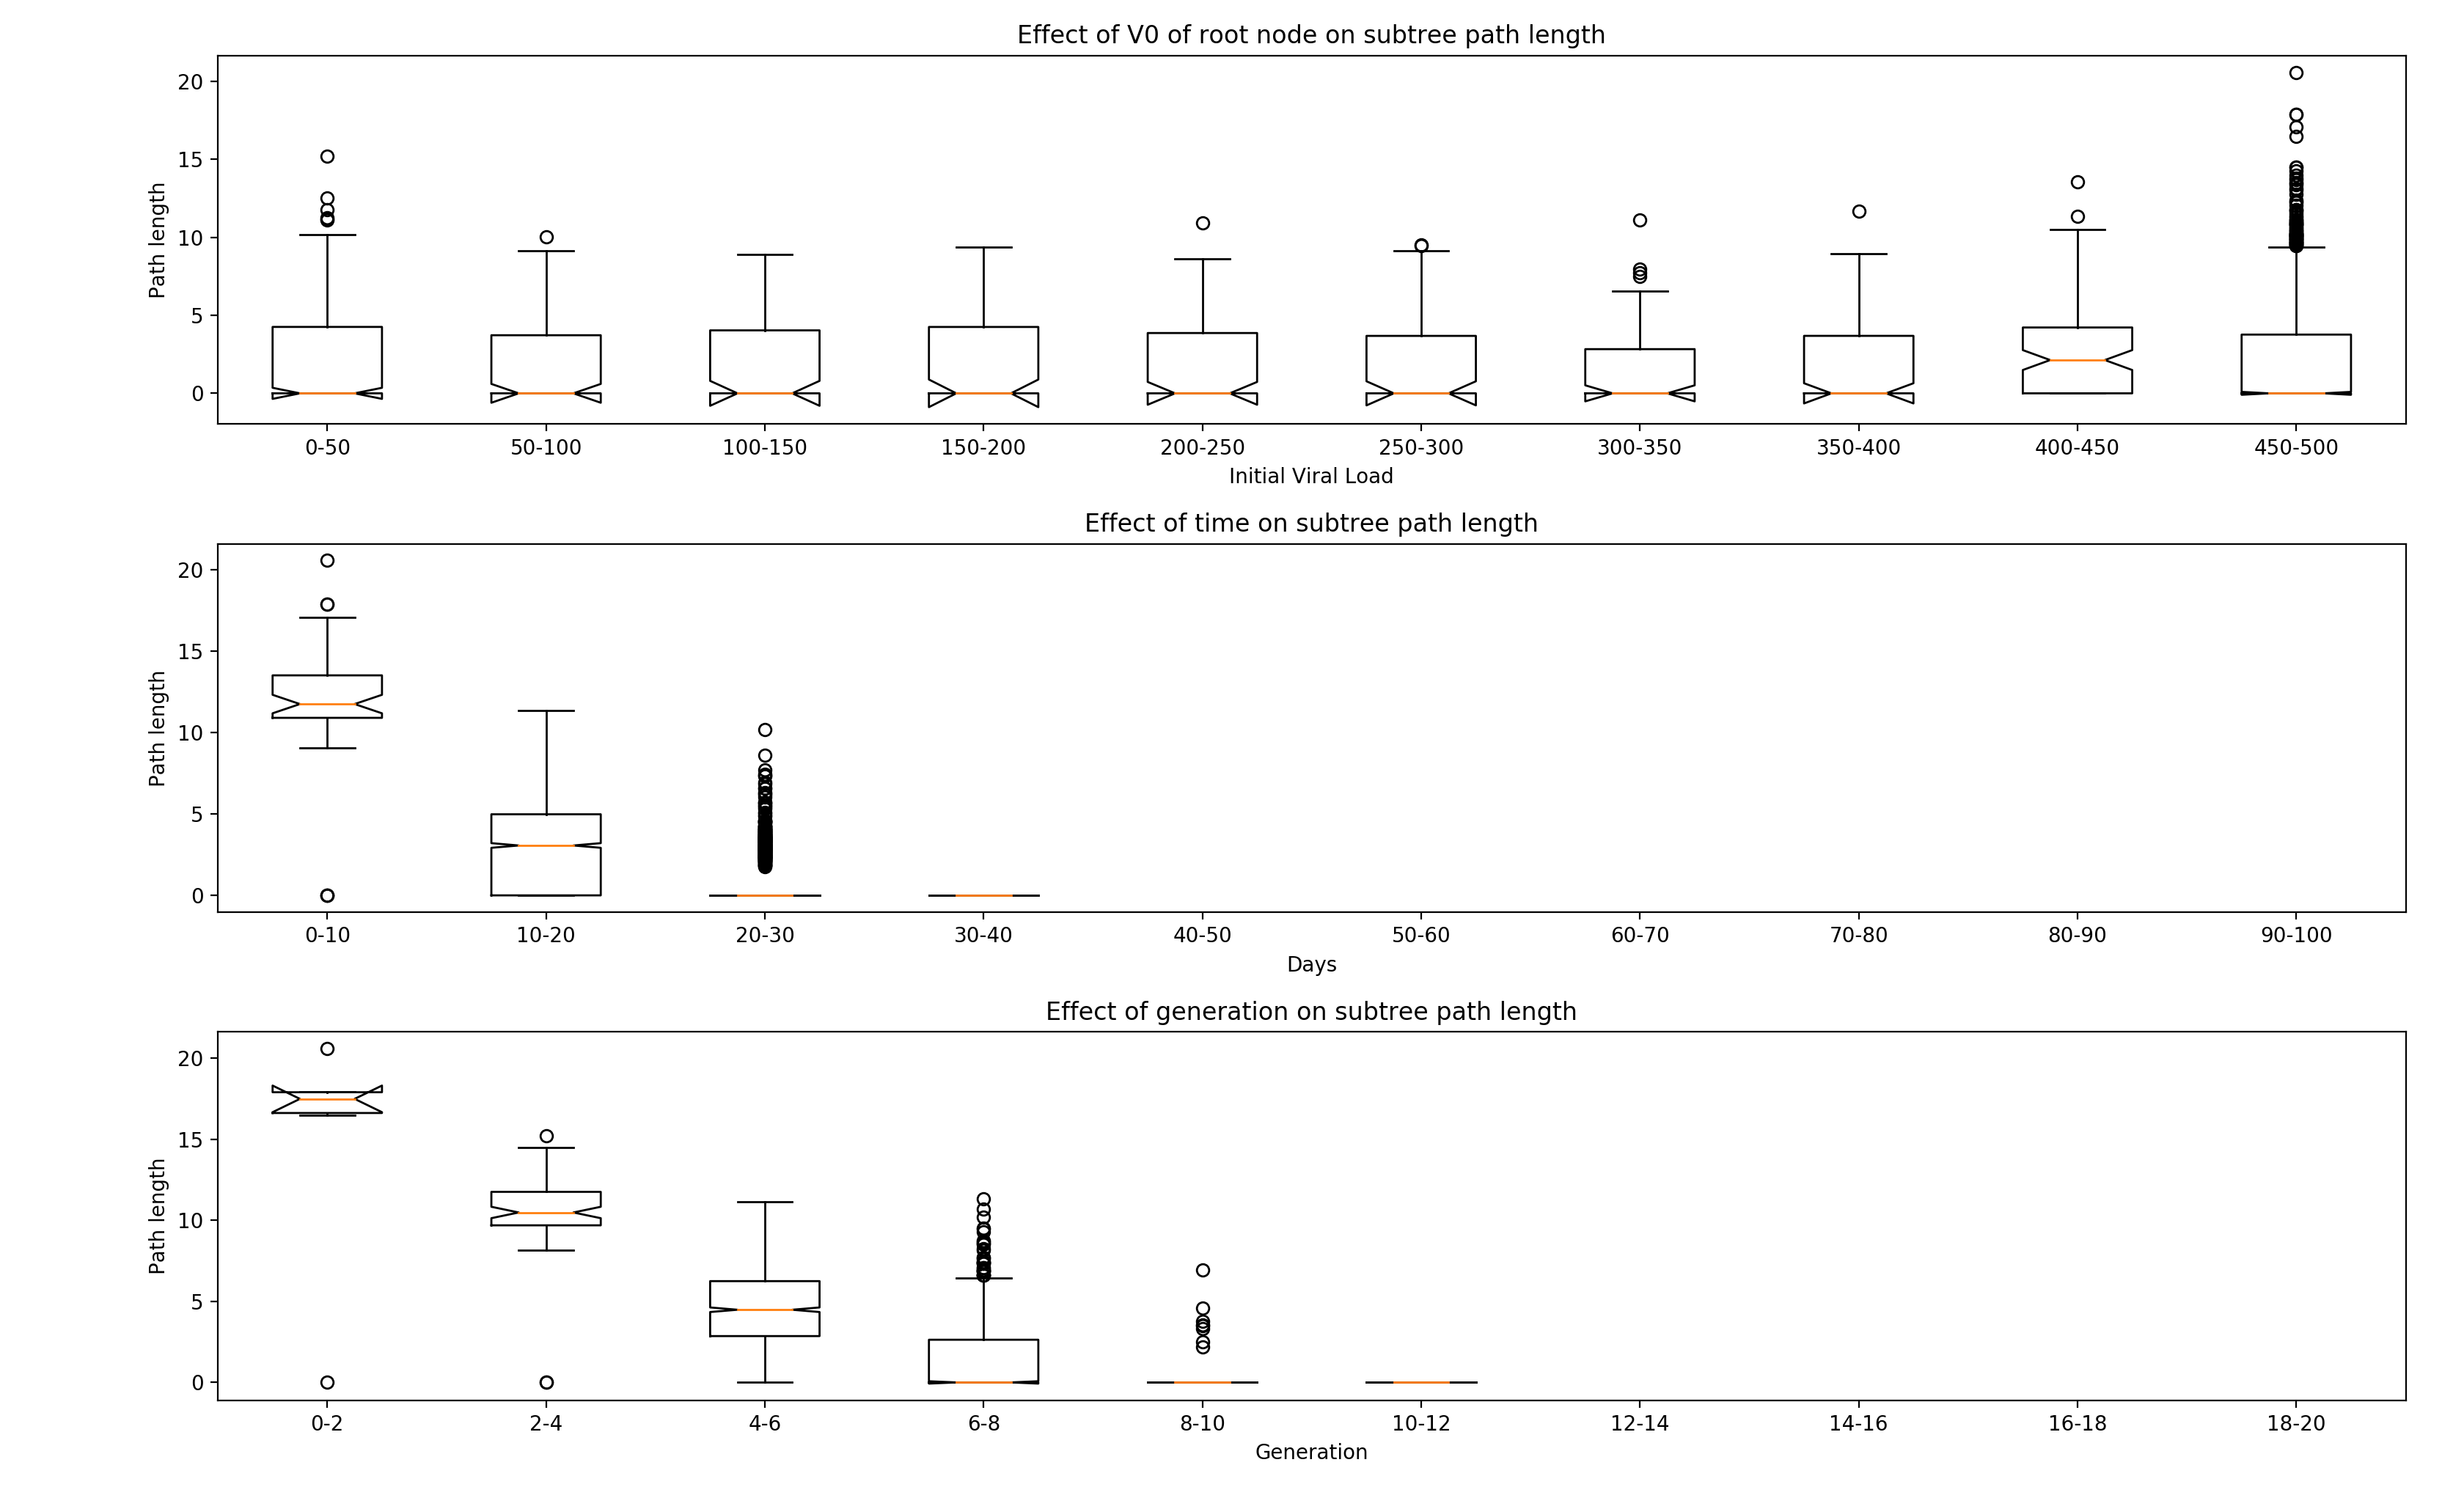 Effect of V0 of root node on subtree path length
20
15
10
5
0
Path length
0-50 50-100 100-150 150-200 200-250 250-300 300-350 350-400 400-450 450-500
Initial Viral Load
Effect of time on subtree path length
20
15
10
5
0
Path length
0-10 10-20 20-30 30-40 40-50 50-60 60-70 70-80 80-90 90-100
Days
Effect of generation on subtree path length
20
15
10
5
0
Path length
0-2 2-4 4-6 6-8 8-10 10-12 12-14 14-16 16-18 18-20
Generation